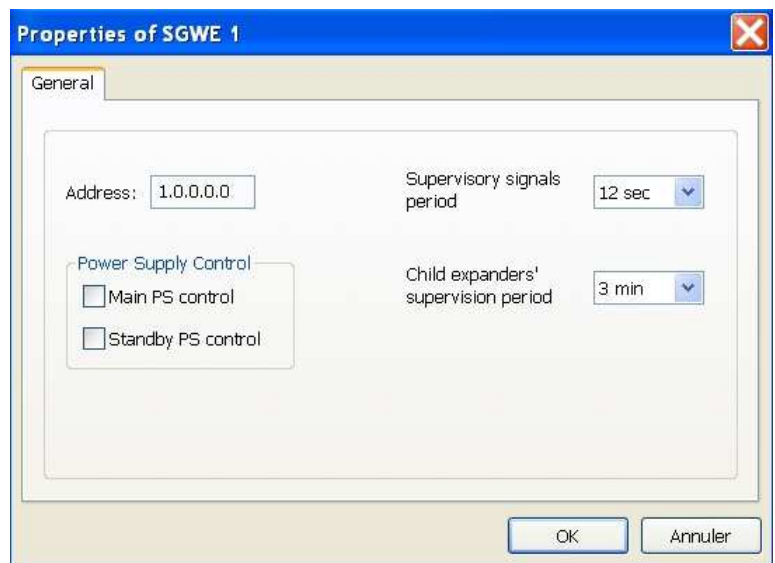 Properties of SGWE 1
General
Address: 1.0.0.0.0
Supervisory signals
period
12 sec
Power Supply Control
Main PS control
Standby PS control
Child expanders'
supervision period
3 min
OK
Annuler